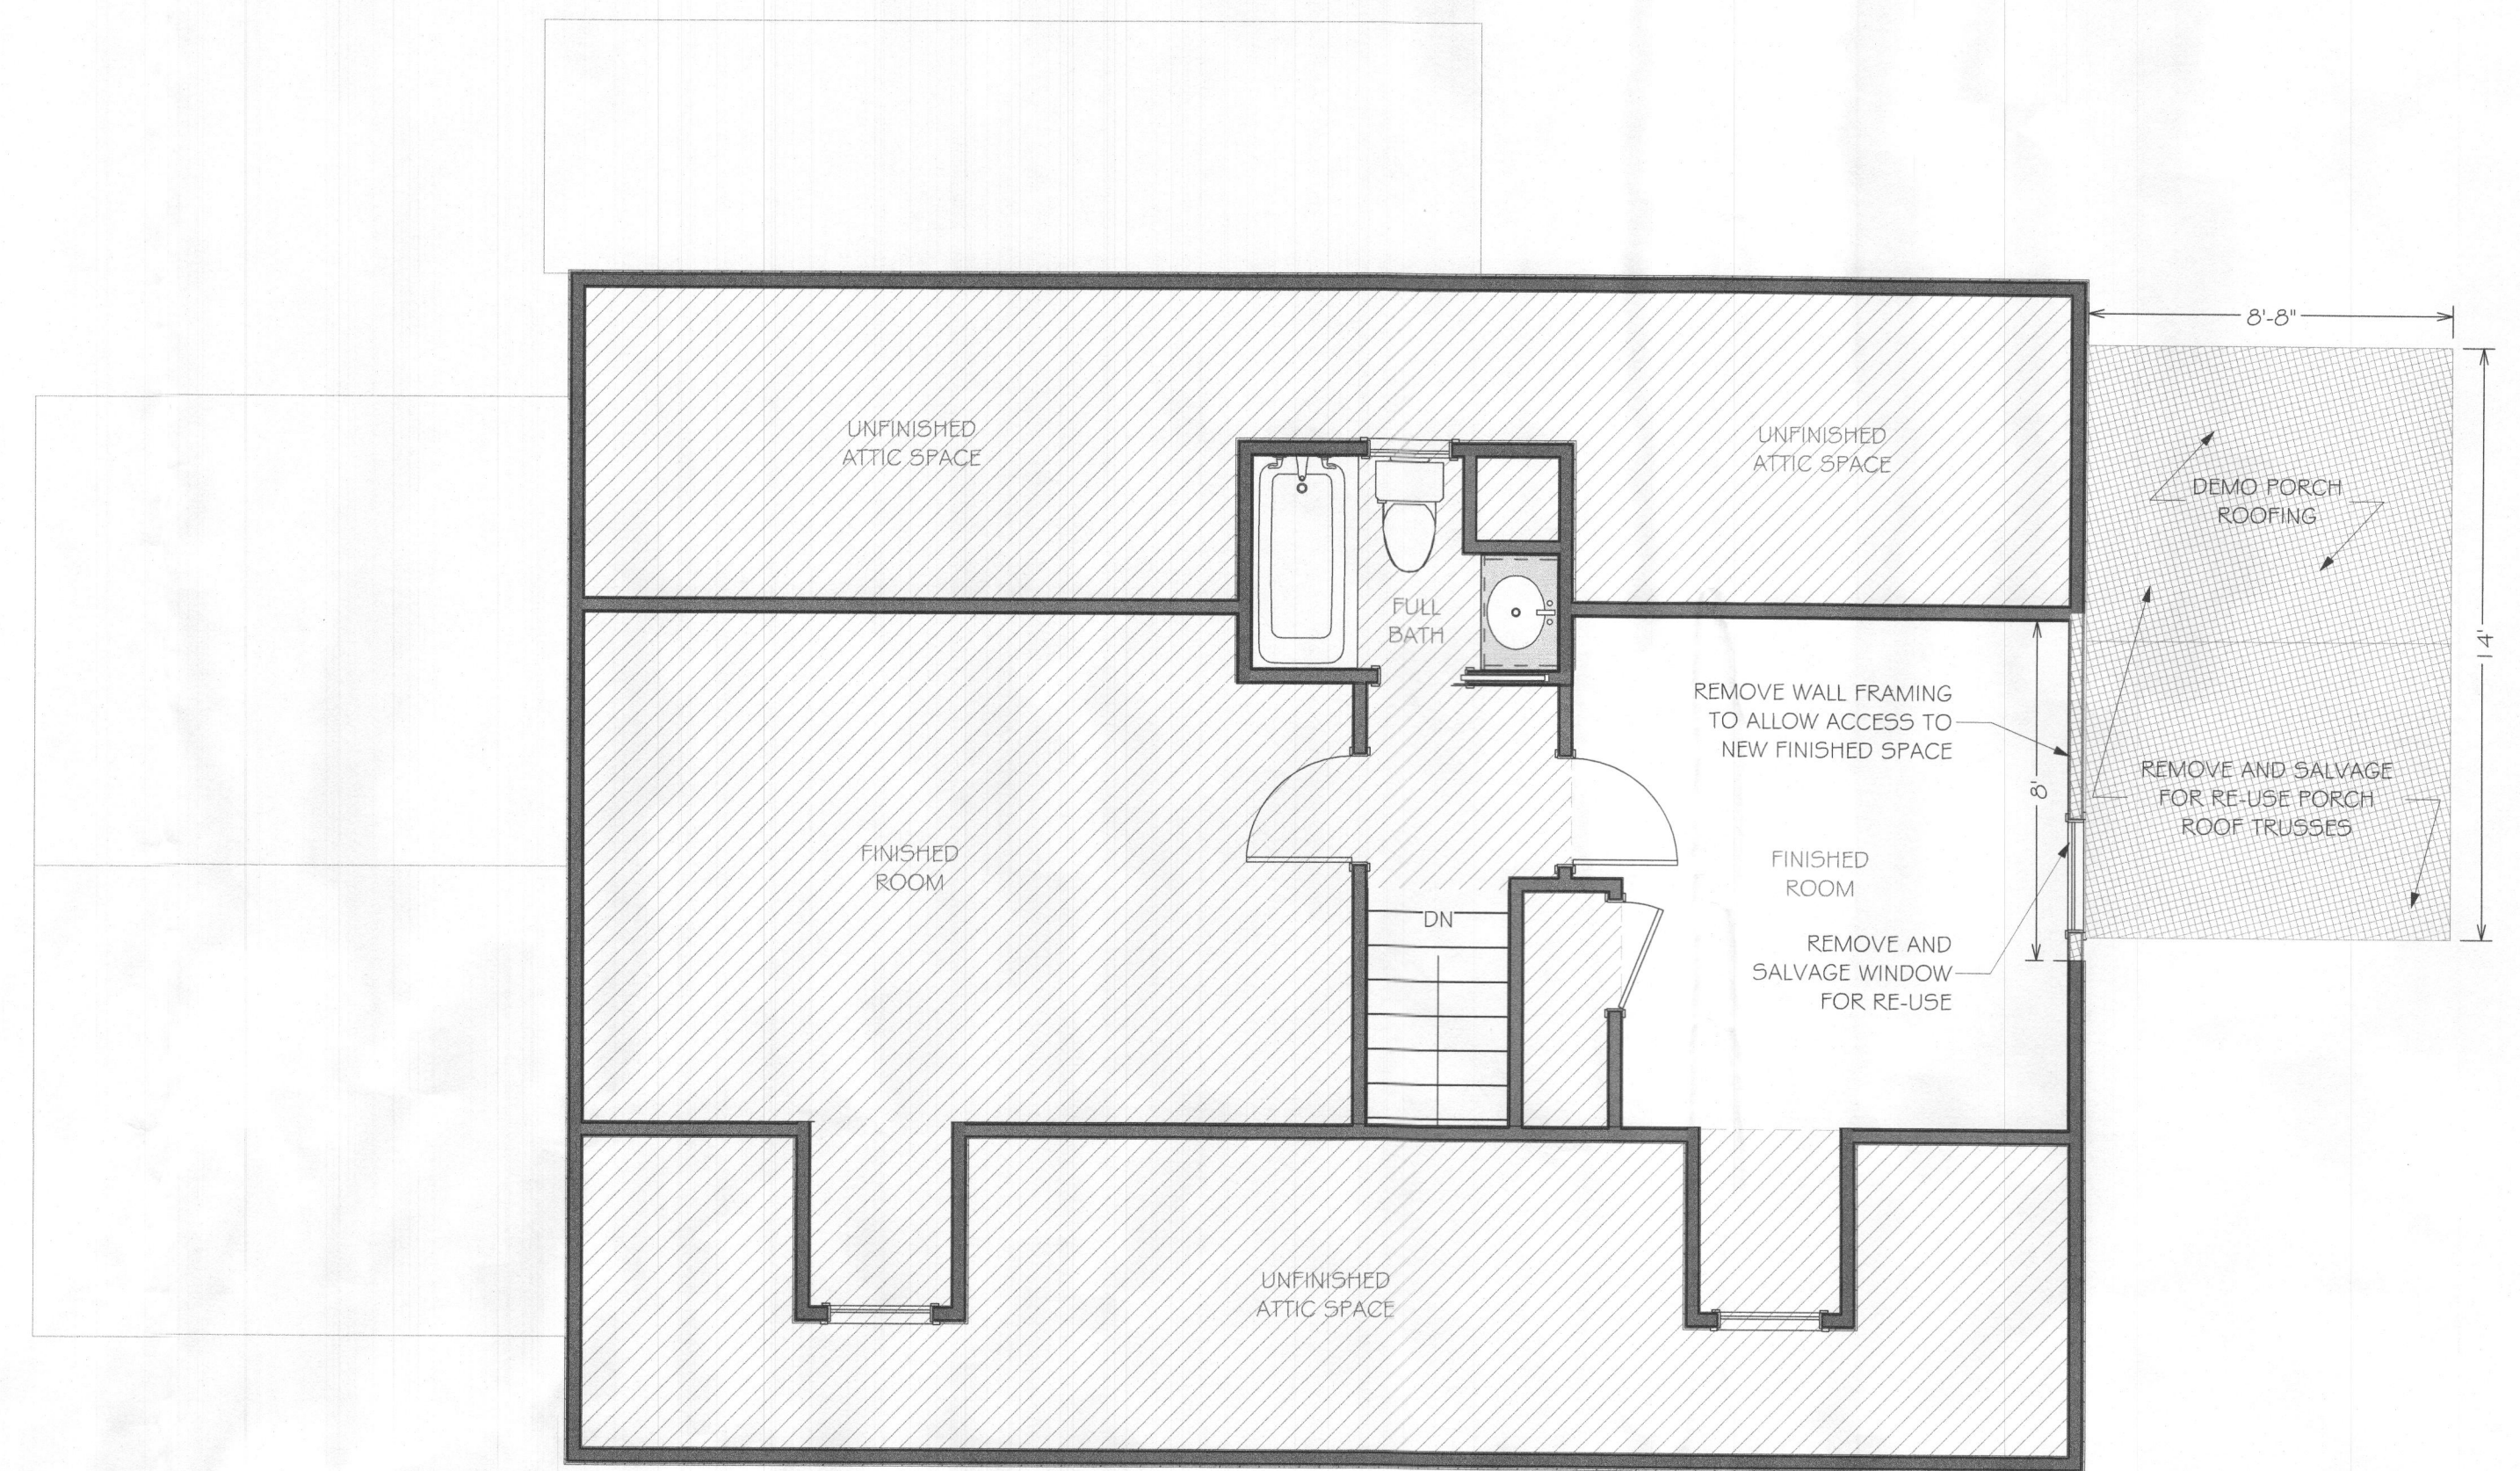 8'-8"
UNFINISHED
ATTIC SPACE
UNFINISHED
ATTIC SPACE
DEMO PORCH
ROOFING
FULL
BATH
14'
REMOVE WALL FRAMING
TO ALLOW ACCESS TO
NEW FINISHED SPACE
8'
REMOVE AND SALVAGE
FOR RE-USE PORCH
ROOF TRUSSES
FINISHED
ROOM
FINISHED
ROOM
DN
REMOVE AND
SALVAGE WINDOW
FOR RE-USE
UNFINISHED
ATTIC SPACE